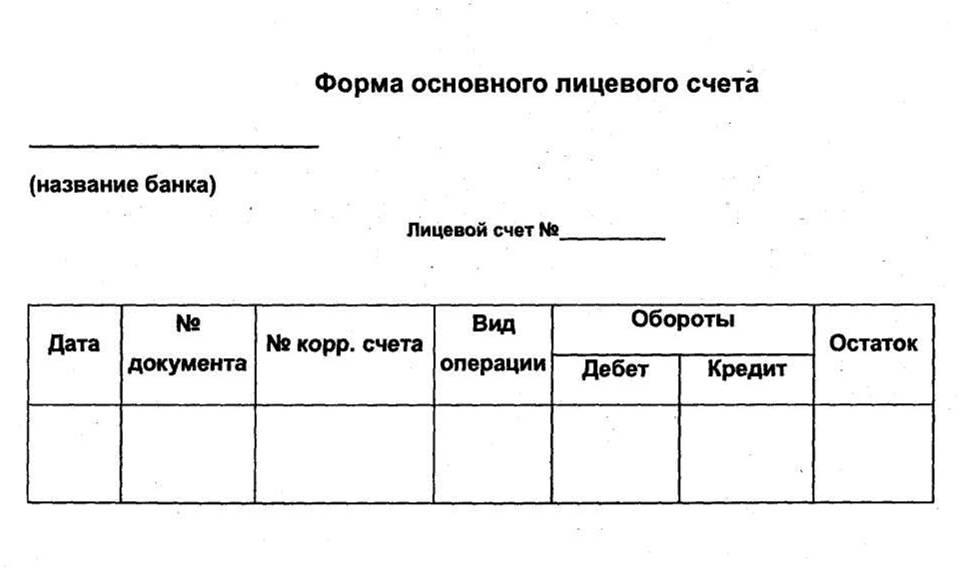 Форма основного лицевого счета
(название банка)
Лицевой счет №__________
Дата
№
документа
№ корр. счета
Вид
операции
Обороты
Дебет
Кредит
Остаток